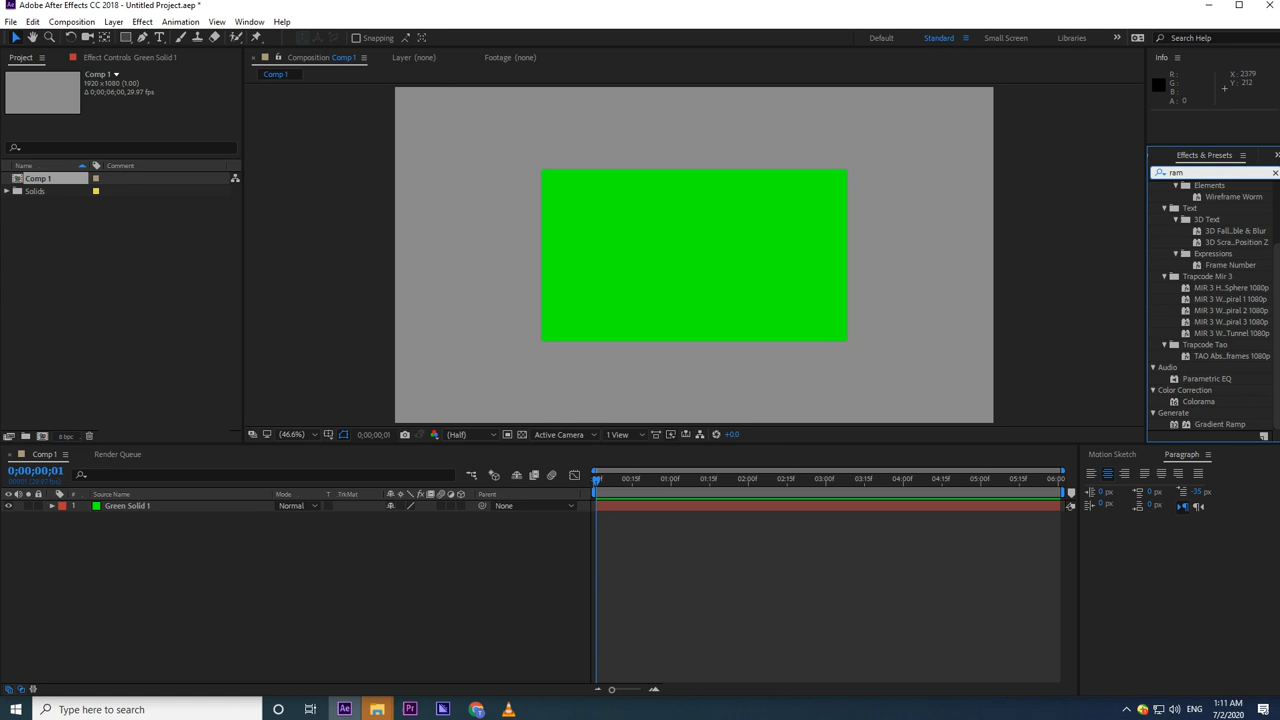 Adobe After Effects CC 2018 - Untitled Project.aep *
File Edit Composition Layer Effect Animation View Window Help
Snapping Default Standard Small Screen Libraries Search Help
Project Effect Controls Green Solid 1
Composition Comp 1 Layer (none) Footage (none)
Info
Comp 1
1920 x1080 (1.00)
Δ 0;00;06;00, 29.97 fps
Comp 1
R :
G :
B :
A : 0
X : 2379
Y : 212
Effects & Presets
ram
Name Comment
Comp 1
Solids
Elements
Wireframe Worm
Text
3D Text
3D Fall...ble & Blur
3D Scra...Position Z
Expressions
Frame Number
Trapcode Mir 3
MIR 3 H...Sphere 1080p
MIR 3 W...piral 1 1080p
MIR 3 W...piral 2 1080p
MIR 3 W...piral 3 1080p
MIR 3 W...Tunnel 1080p
Trapcode Tao
TAO Abs...frames 1080p
Audio
Parametric EQ
Color Correction
Colorama
Generate
Gradient Ramp
8 bpc
(46.6%) 0;00;00;01 (Half) Active Camera 1 View +0.0
Comp 1 Render Queue
0;00;00;01
00001 (29.97 fps)
# Source Name Mode T .TrkMat Parent
1 Green Solid 1 Normal None
00:15f 01:00f 01:15f 02:00f 02:15f 03:00f 03:15f 04:00f 04:15f 05:00f 05:15f 06:00
Motion Sketch Paragraph
0 px 0 px -35 px
0 px 0 px
Type here to search
Ae Pr
ENG
1:11 AM
7/2/2020